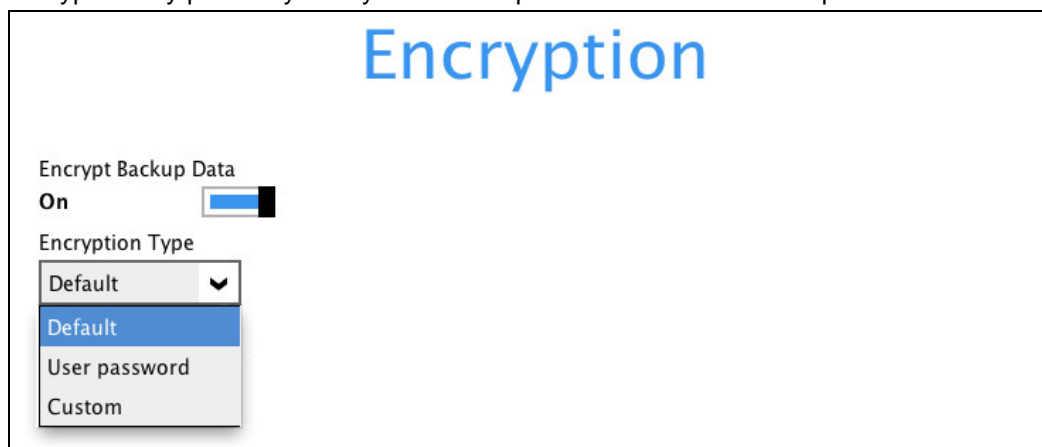 Encryption
Encrypt Backup Data
On
Encryption Type
Default
Default
User password
Custom